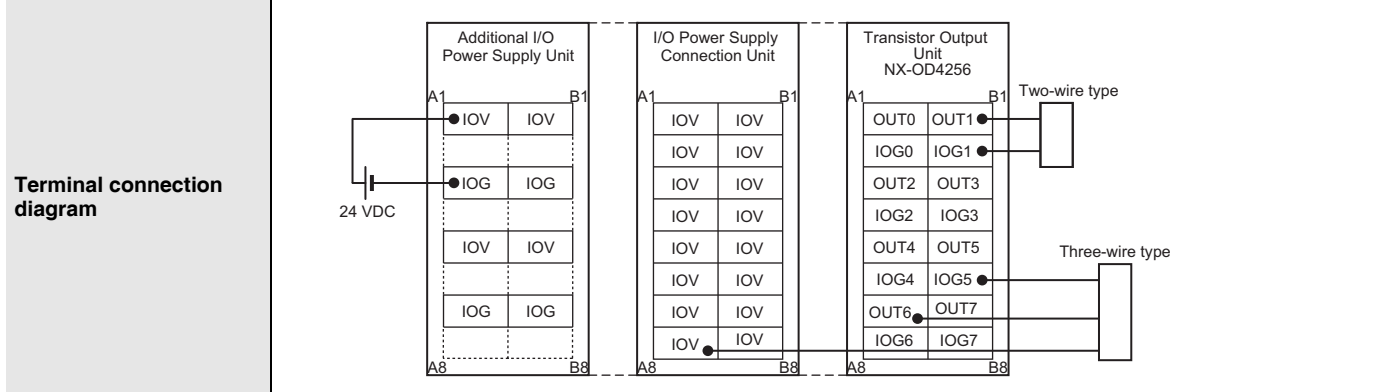 Terminal connection
diagram
Additional I/O
Power Supply Unit
A1 B1
IOV IOV
IOG IOG
IOV IOV
IOG IOG
A8 B8
24 VDC
I/O Power Supply
Connection Unit
A1 B1
IOV IOV
IOV IOV
IOV IOV
IOV IOV
IOV IOV
IOV IOV
IOV IOV
IOV IOV
A8 B8
Transistor Output
Unit
NX-OD4256
A1 B1
OUT0 OUT1
IOG0 IOG1
OUT2 OUT3
IOG2 IOG3
OUT4 OUT5
IOG4 IOG5
OUT6 OUT7
IOG6 IOG7
A8 B8
Two-wire type
Three-wire type